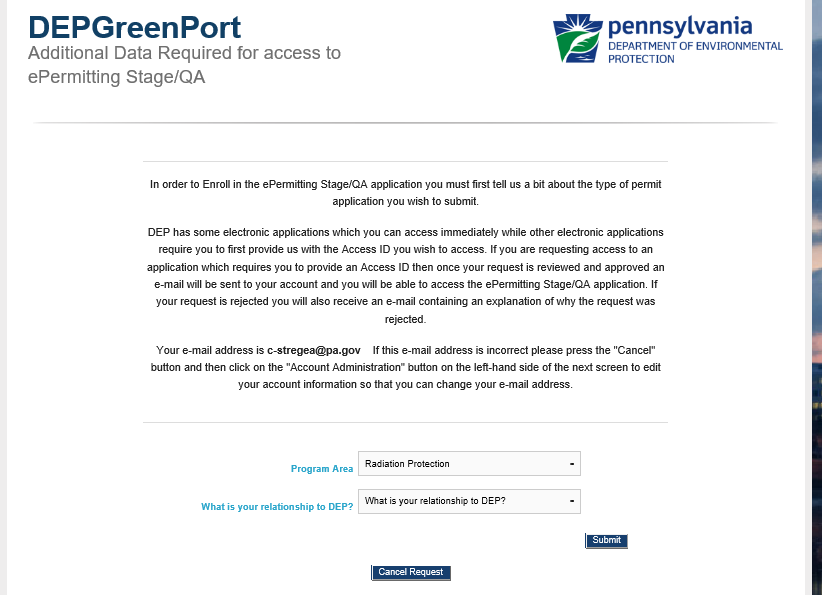 DEPGreenPort
Additional Data Required for access to
ePermitting Stage/QA
pennsylvania
DEPARTMENT OF ENVIRONMENTAL
PROTECTION
In order to Enroll in the ePermitting Stage/QA application you must first tell us a bit about the type of permit
application you wish to submit.
DEP has some electronic applications which you can access immediately while other electronic applications
require you to first provide us with the Access ID you wish to access. If you are requesting access to an
application which requires you to provide an Access ID then once your request is reviewed and approved an
e-mail will be sent to your account and you will be able to access the ePermitting Stage/QA application. If
your request is rejected you will also receive an e-mail containing an explanation of why the request was
rejected.
Your e-mail address is c-stregea@pa.gov If this e-mail address is incorrect please press the "Cancel"
button and then click on the "Account Administration" button on the left-hand side of the next screen to edit
your account information so that you can change your e-mail address.
Program Area Radiation Protection
What is your relationship to DEP? What is your relationship to DEP?
Submit
Cancel Request